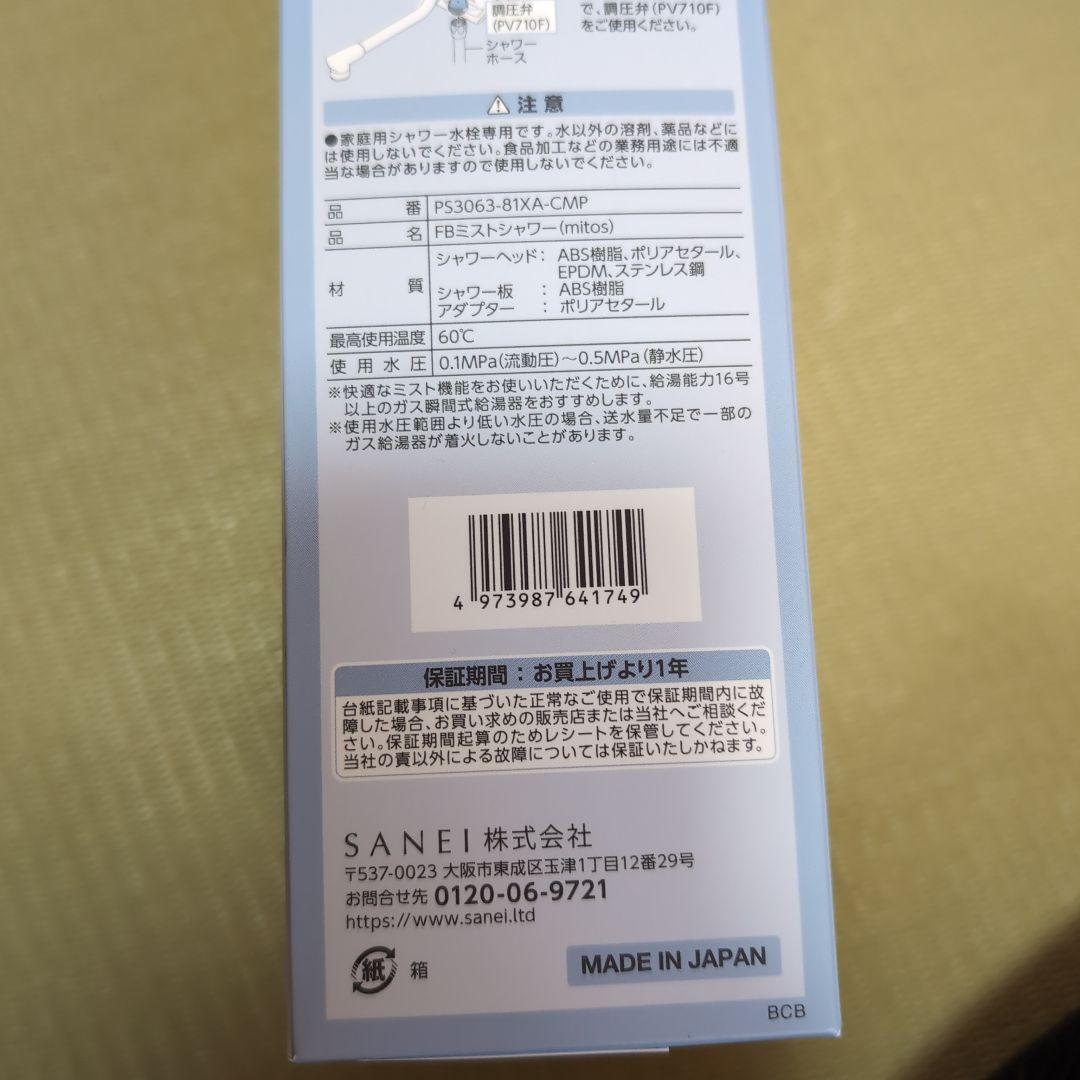 調圧弁
(PV710F)
シャワー
ホース
で、調圧弁(PV710F)
をご使用ください。
⚠注意
●家庭用シャワー水栓専用です。水以外の溶剤、薬品などに
は使用しないでください。食品加工などの業務用途には不適
当な場合がありますので使用しないでください。
品番 PS3063-81XA-CMP
品名 FBミストシャワー(mitos)
材質 シャワーヘッド: ABS樹脂、ポリアセタール、
EPDM、ステンレス鋼
シャワー板 : ABS樹脂
アダプター : ポリアセタール
最高使用温度 60℃
使用水圧 0.1MPa(流動圧)~0.5MPa(静水圧)
※快適なミスト機能をお使いいただくために、給湯能力16号
以上のガス瞬間式給湯器をおすすめします。
※使用水圧範囲より低い水圧の場合、送水量不足で一部の
ガス給湯器が着火しないことがあります。
4 973987 641749
保証期間:お買上げより1年
台紙記載事項に基づいた正常なご使用で保証期間内に故
障した場合、お買い求めの販売店または当社へご相談くだ
さい。保証期間起算のためレシートを保管してください。
当社の責以外による故障については保証いたしかねます。
SANEI 株式会社
〒537-0023 大阪市東成区玉津1丁目12番29号
お問合せ先 0120-06-9721
https://www.sanei.ltd
紙 箱
MADE IN JAPAN
BCB